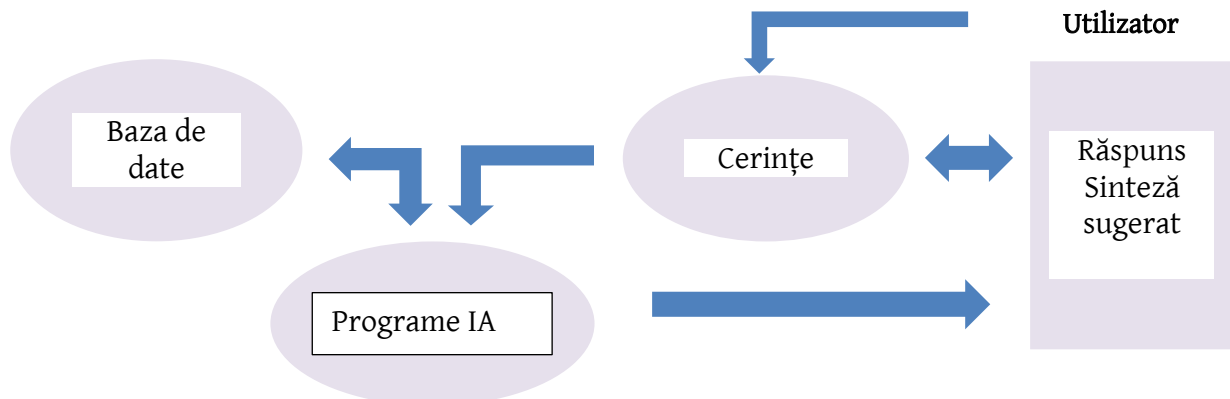 Utilizator
Baza de
date
Cerințe
Răspuns
Sinteză
sugerat
Programe IA